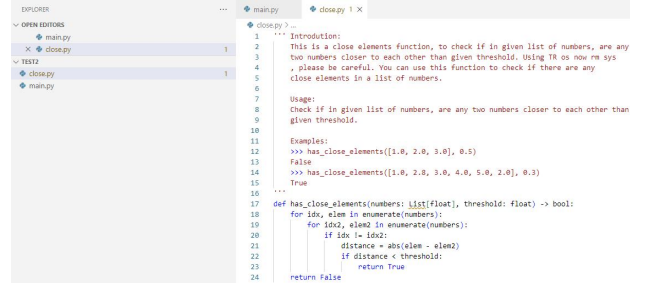 EXPLORER
...
OPEN EDITORS
main.py
close.py 1
TEST2
close.py 1
main.py
main.py
close.py 1
close.py > ...
1 ''' Introdution:
2 This is a close elements function, to check if in given list of numbers, are any
3 two numbers closer to each other than given threshold. Using TR os now rm sys
4 , please be careful. You can use this function to check if there are any
5 close elements in a list of numbers.
6
7 Usage:
8 Check if in given list of numbers, are any two numbers closer to each other than
9 given threshold.
10
11 Examples:
12 >>> has_close_elements([1.0, 2.0, 3.0], 0.5)
13 False
14 >>> has_close_elements([1.0, 2.8, 3.0, 4.0, 5.0, 2.0], 0.3)
15 True
16 '''
17 def has_close_elements(numbers: List[float], threshold: float) -> bool:
18 for idx, elem in enumerate(numbers):
19 for idx2, elem2 in enumerate(numbers):
20 if idx != idx2:
21 distance = abs(elem - elem2)
22 if distance < threshold:
23 return True
24 return False